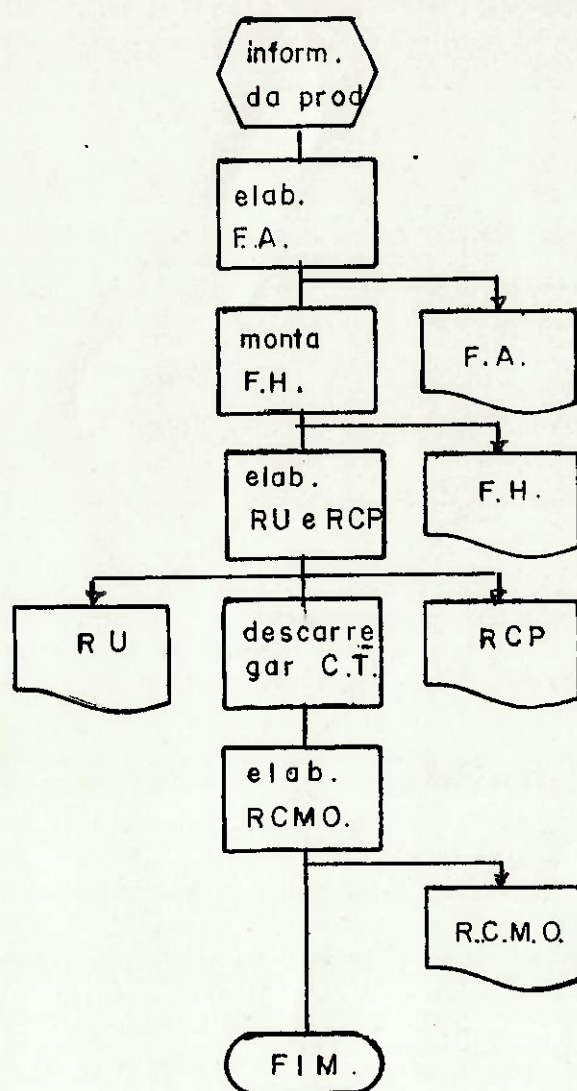 inform.
da prod
elab.
F.A.
monta
F.H.
F.A.
elab.
RU e RCP
F.H.
RU
descarre
gar C.T.
RCP
elab.
RCMO.
R.C.M.O.
FIM.